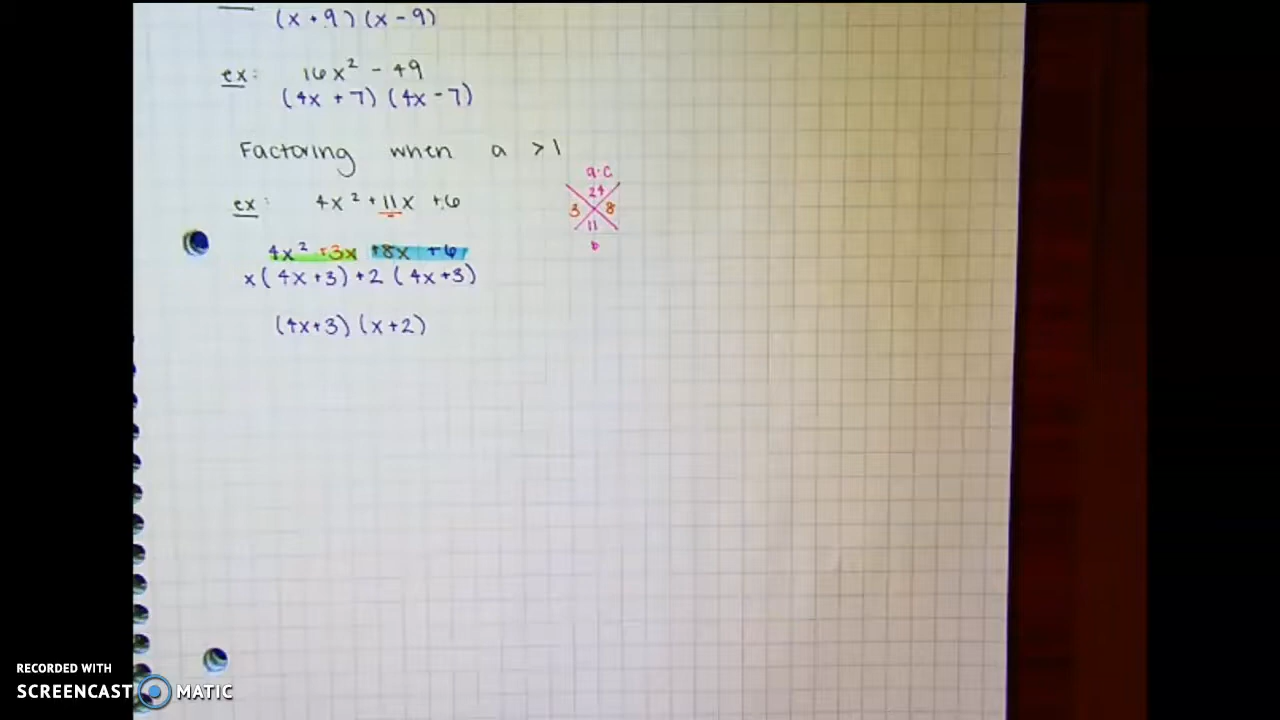 (x + 9) (x - 9)
ex: 16x² - 49
(4x + 7) (4x - 7)
Factoring when a > 1
a·c
ex: 4x² + 11x + 6
24
3 8
11
b
4x² + 3x + 8x + 6
x( 4x + 3) + 2 ( 4x + 3)
(4x+3) (x+2)
RECORDED WITH
SCREENCAST MATIC